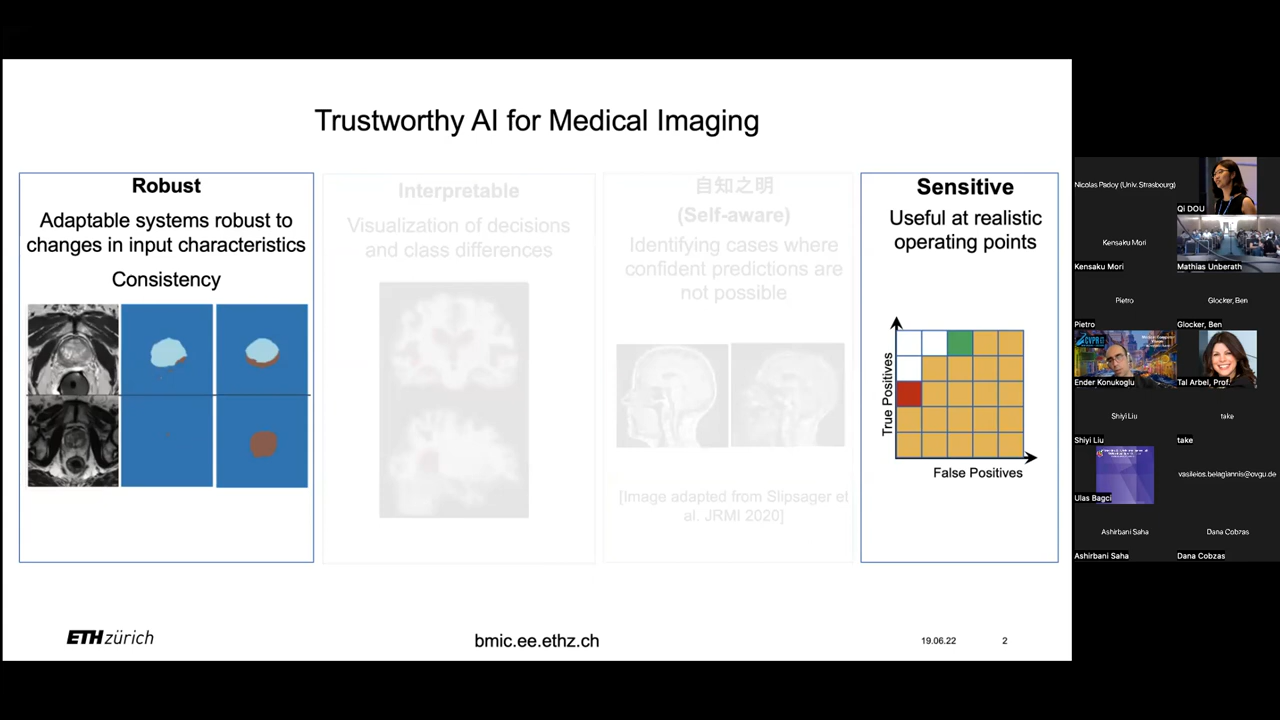 Trustworthy AI for Medical Imaging
Robust
Adaptable systems robust to
changes in input characteristics
Consistency
Interpretable
Visualization of decisions
and class differences
自知之明
(Self-aware)
Identifying cases where
confident predictions are
not possible
[Image adapted from Slipsager et
al. JRMI 2020]
Sensitive
Useful at realistic
operating points
True Positives
False Positives
ETH zürich
bmic.ee.ethz.ch
19.06.22
2
Nicolas Padoy (Univ. Strasbourg)
Qi DOU
Kensaku Mori
Kensaku Mori
Mathias Unberath
Pietro
Pietro
Glocker, Ben
Glocker, Ben
CVPR
Ender Konukoglu
Tal Arbel, Prof.
Shiyi Liu
Shiyi Liu
take
take
Ulas Bagci
vasileios.belagiannis@ovgu.de
Ashirbani Saha
Ashirbani Saha
Dana Cobzas
Dana Cobzas